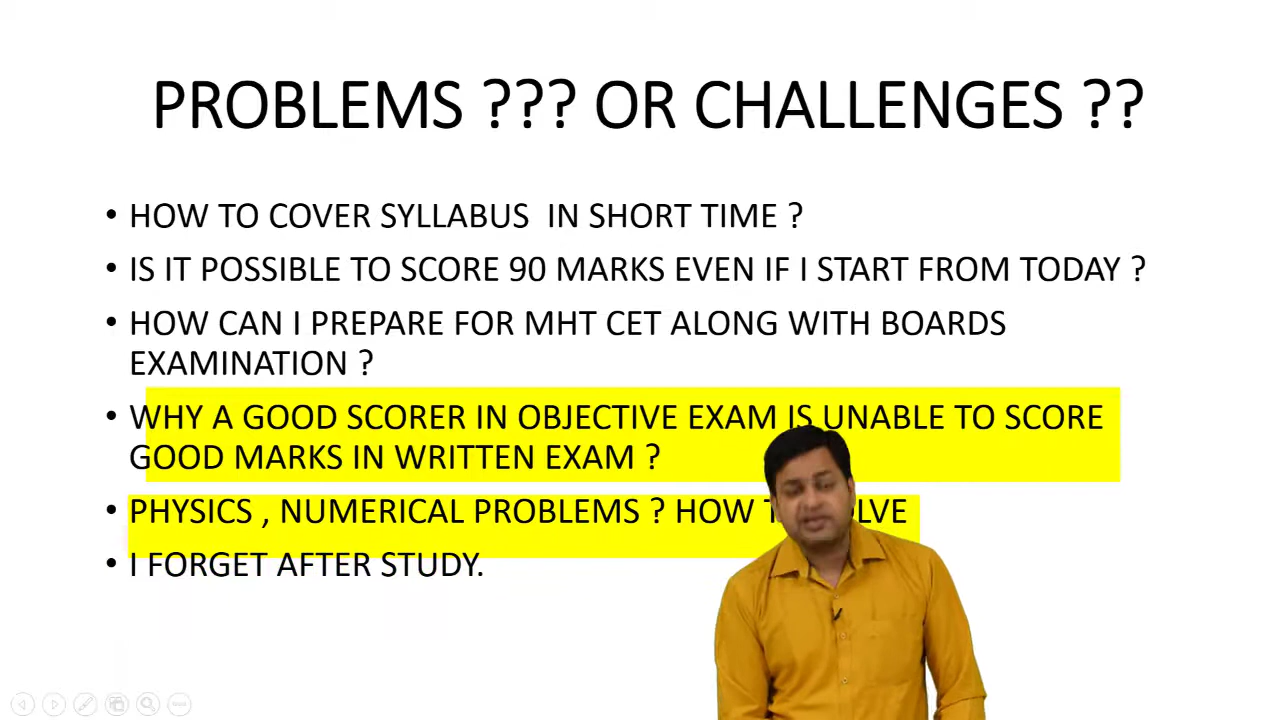 PROBLEMS ??? OR CHALLENGES ??
• HOW TO COVER SYLLABUS IN SHORT TIME ?
• IS IT POSSIBLE TO SCORE 90 MARKS EVEN IF I START FROM TODAY ?
• HOW CAN I PREPARE FOR MHT CET ALONG WITH BOARDS
EXAMINATION ?
• WHY A GOOD SCORER IN OBJECTIVE EXAM IS UNABLE TO SCORE
GOOD MARKS IN WRITTEN EXAM ?
• PHYSICS , NUMERICAL PROBLEMS ? HOW
• I FORGET AFTER STUDY.